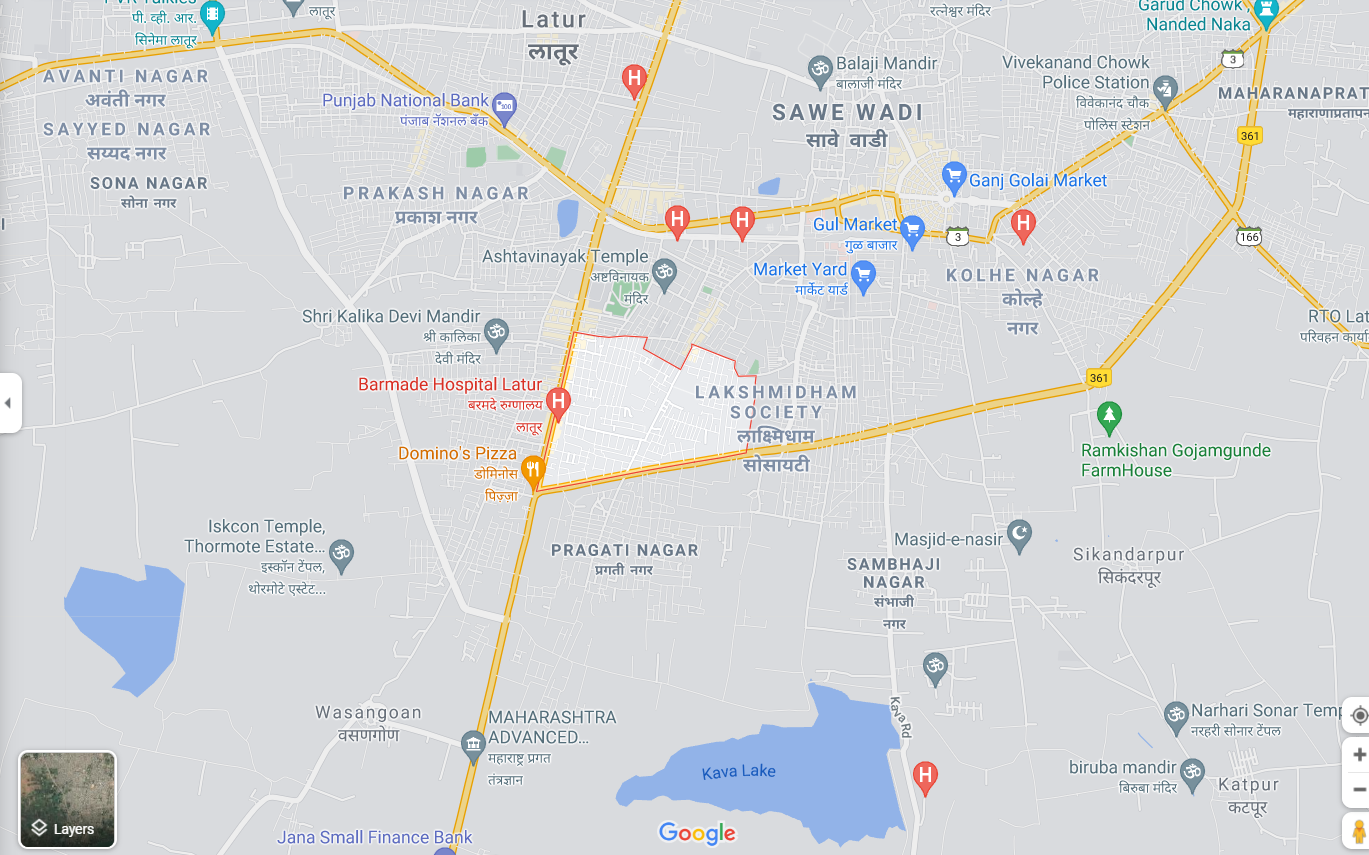 PVR Talkies
पी. व्ही. आर.
सिनेमा लातूर
लातूर
Latur
लातूर
रत्नेश्वर मंदिर
Garud Chowk,
Nanded Naka
AVANTI NAGAR
अवंती नगर
SAYYED NAGAR
सय्यद नगर
SONA NAGAR
सोना नगर
Punjab National Bank
पंजाब नॅशनल बँक
Balaji Mandir
बालाजी मंदिर
Vivekanand Chowk
Police Station
विवेकानंद चौक
पोलिस स्टेशन
3
MAHARANAPRAT
महाराणाप्रतापन
SAWE WADI
सावे वाडी
361
PRAKASH NAGAR
प्रकाश नगर
H
H
H
H
Ganj Golai Market
Gul Market
गुळ बाजार
3
166
Ashtavinayak Temple
अष्टविनायक
मंदिर
Market Yard
मार्केट यार्ड
KOLHE NAGAR
कोल्हे
नगर
Shri Kalika Devi Mandir
श्री कालिका
देवी मंदिर
RTO Lat
परिवहन कार्या
Barmade Hospital Latur
बरमदे रुग्णालय
लातूर
H
LAKSHMIDHAM
SOCIETY
लाक्ष्मिधाम
सोसायटी
361
Domino's Pizza
डोमिनोस
पिज़्ज़ा
Ramkishan Gojamgunde
FarmHouse
Iskcon Temple,
Thormote Estate...
इस्कॉन टेंपल,
थोरमोटे एस्टेट...
PRAGATI NAGAR
प्रगती नगर
Masjid-e-nasir
SAMBHAJI
NAGAR
संभाजी
नगर
Sikandarpur
सिकंदरपूर
Wasangoan
वसणगोण
MAHARASHTRA
ADVANCED...
महाराष्ट्र प्रगत
तंत्रज्ञान
Kava Rd
Kava Lake
H
Narhari Sonar Temp
नरहरी सोनार टेंपल
biruba mandir
बिरुबा मंदिर
Katpur
कटपूर
Layers
Jana Small Finance Bank
Google